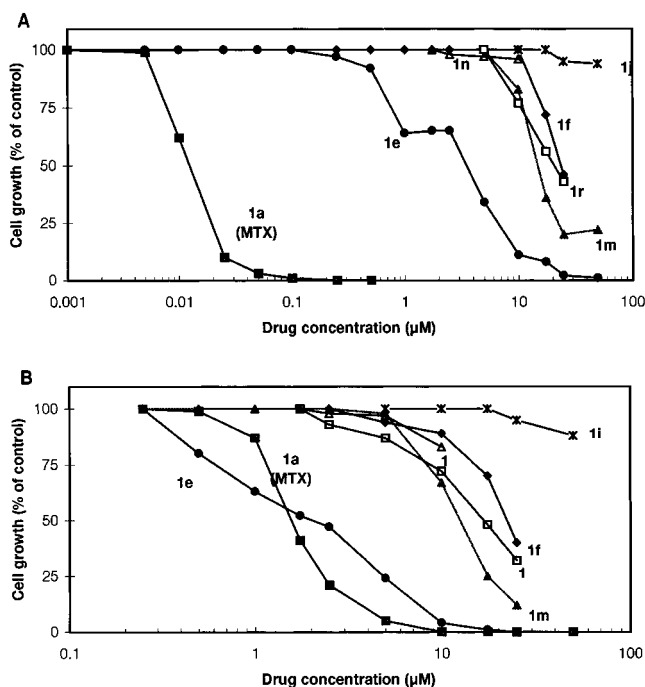 A
Cell growth (% of control)
100
75
50
25
0
1n
1j
1f
1e
1r
1a
(MTX)
1m
0.001
0.01
0.1
1
10
100
Drug concentration (µM)
B
Cell growth (% of control)
100
75
50
25
0
1i
1e
1a
(MTX)
1
1f
1
1m
0.1
1
10
100
Drug concentration (µM)